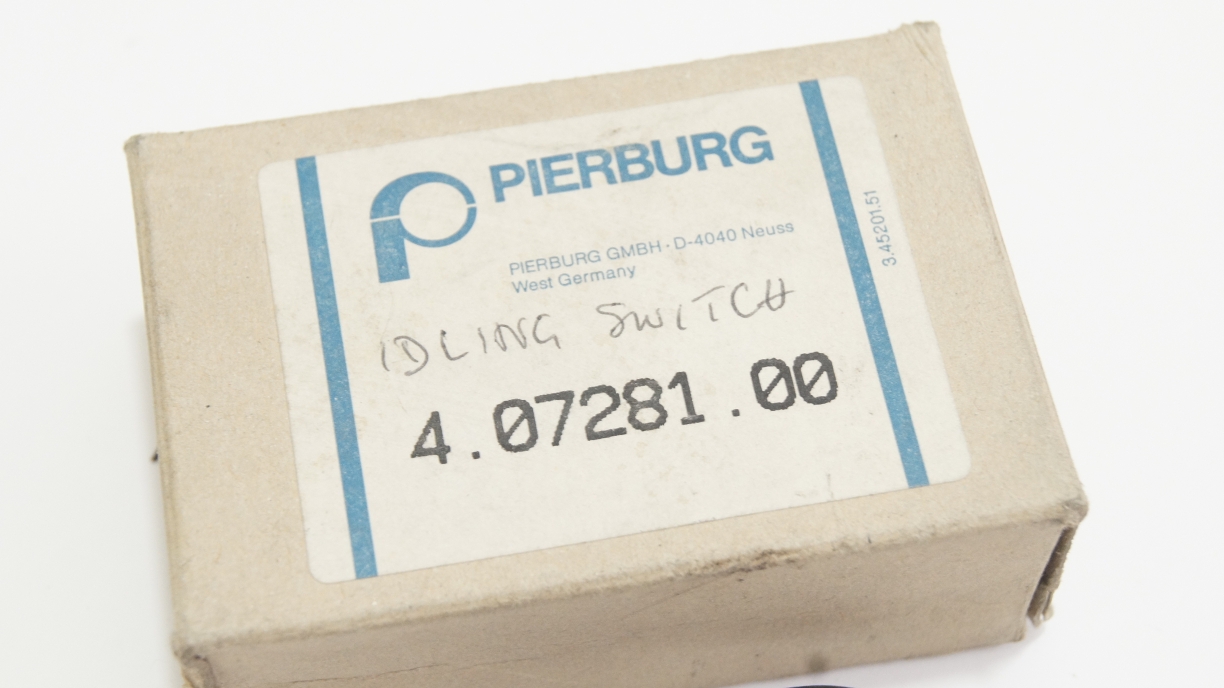 PIERBURG
PIERBURG GMBH · D-4040 Neuss
West Germany
IDLING SWITCH
4.07281.00
3.45201.51